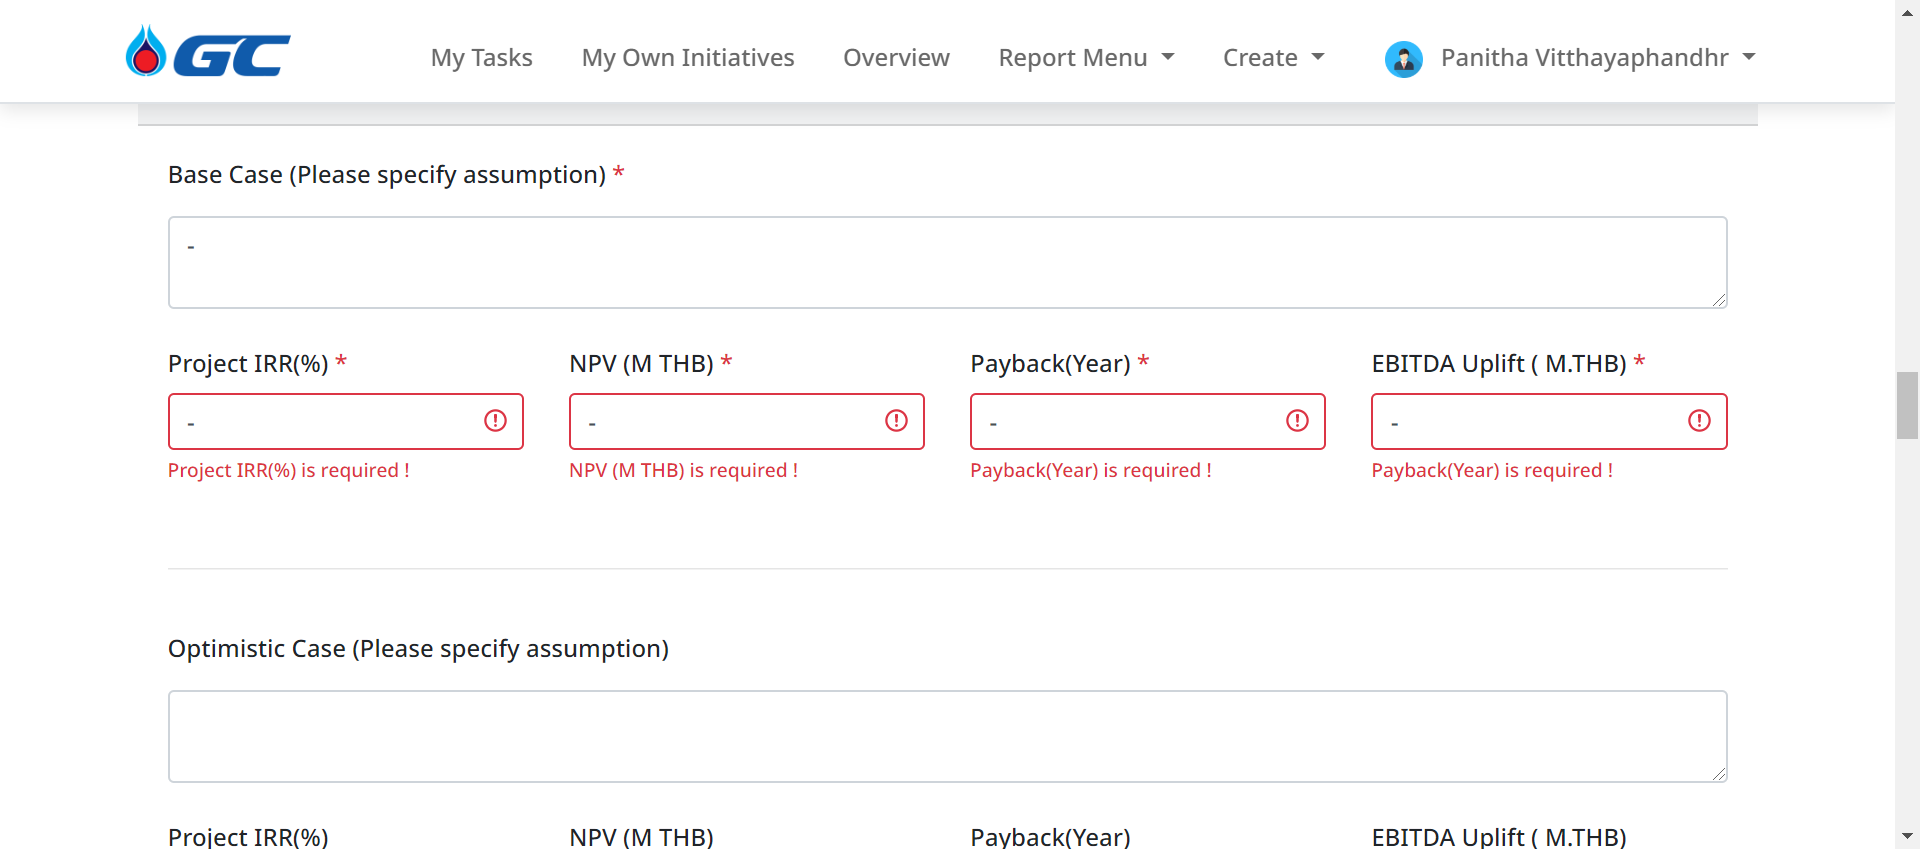 GC My Tasks My Own Initiatives Overview Report Menu Create Panitha Vitthayaphandhr
Base Case (Please specify assumption) *
-
Project IRR(%) * NPV (M THB) * Payback(Year) * EBITDA Uplift ( M.THB) *
- - - -
Project IRR(%) is required ! NPV (M THB) is required ! Payback(Year) is required ! Payback(Year) is required !
Optimistic Case (Please specify assumption)
Project IRR(%) NPV (M THB) Payback(Year) EBITDA Uplift ( M.THB)